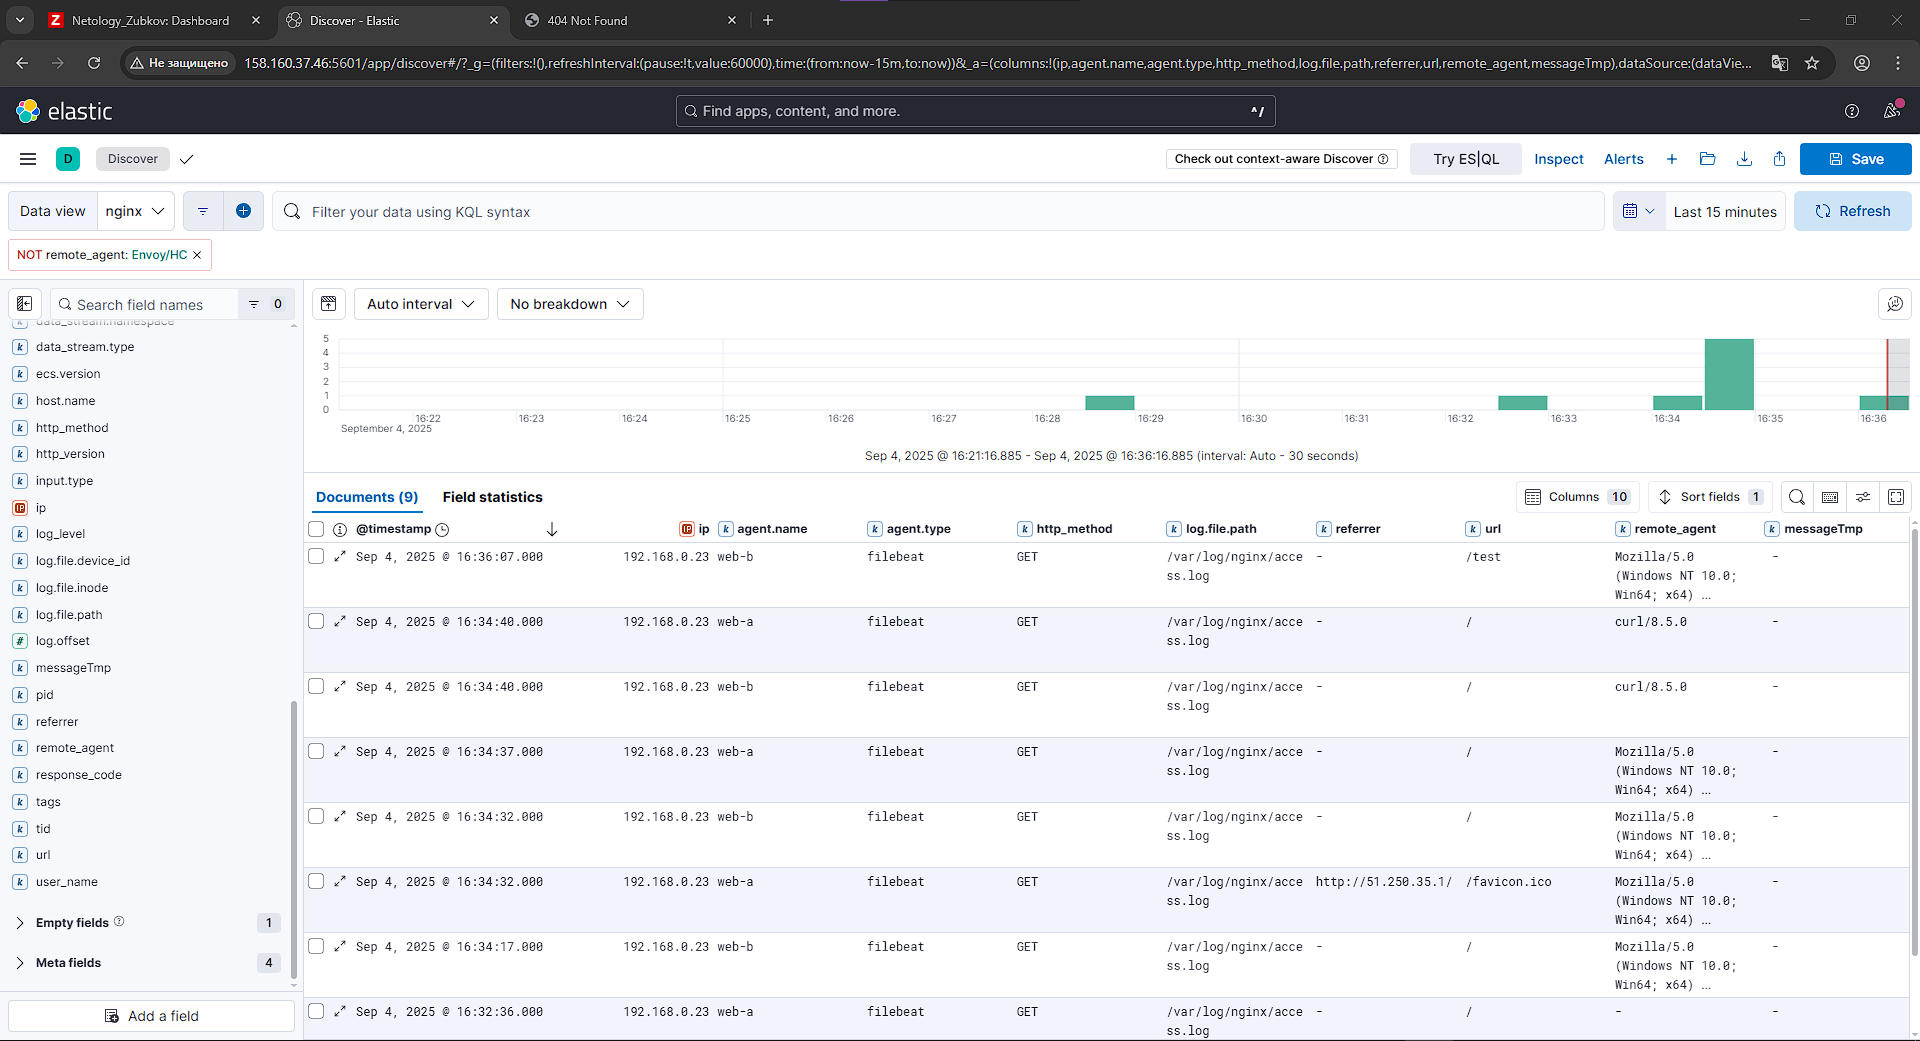 Netology_Zubkov: Dashboard
Discover - Elastic
404 Not Found
Не защищено
158.160.37.46:5601/app/discover#/?_g=(filters:!(),refreshInterval:(pause:!t,value:60000),time:(from:now-15m,to:now))&_a=(columns:!(ip,agent.name,agent.type,http_method,log.file.path,referrer,url,remote_agent,messageTmp),dataSource:(dataVie...
elastic
Find apps, content, and more.
^/
D
Discover
Check out context-aware Discover
Try ES|QL
Inspect
Alerts
Save
Data view
nginx
Filter your data using KQL syntax
Last 15 minutes
Refresh
NOT remote_agent: Envoy/HC
Search field names
0
data_stream.namespace
data_stream.type
ecs.version
host.name
http_method
http_version
input.type
ip
log_level
log.file.device_id
log.file.inode
log.file.path
log.offset
messageTmp
pid
referrer
remote_agent
response_code
tags
tid
url
user_name
Empty fields 1
Meta fields 4
Add a field
Auto interval
No breakdown
5
4
3
2
1
0
16:22 16:23 16:24 16:25 16:26 16:27 16:28 16:29 16:30 16:31 16:32 16:33 16:34 16:35 16:36
September 4, 2025
Sep 4, 2025 @ 16:21:16.885 - Sep 4, 2025 @ 16:36:16.885 (interval: Auto - 30 seconds)
Documents (9)
Field statistics
Columns 10
Sort fields 1
@timestamp ip agent.name agent.type http_method log.file.path referrer url remote_agent messageTmp
Sep 4, 2025 @ 16:36:07.000 192.168.0.23 web-b filebeat GET /var/log/nginx/acce - /test Mozilla/5.0 -
ss.log (Windows NT 10.0;
Win64; x64) ...
Sep 4, 2025 @ 16:34:40.000 192.168.0.23 web-a filebeat GET /var/log/nginx/acce - / curl/8.5.0 -
ss.log
Sep 4, 2025 @ 16:34:40.000 192.168.0.23 web-b filebeat GET /var/log/nginx/acce - / curl/8.5.0 -
ss.log
Sep 4, 2025 @ 16:34:37.000 192.168.0.23 web-a filebeat GET /var/log/nginx/acce - / Mozilla/5.0 -
ss.log (Windows NT 10.0;
Win64; x64) ...
Sep 4, 2025 @ 16:34:32.000 192.168.0.23 web-b filebeat GET /var/log/nginx/acce - / Mozilla/5.0 -
ss.log (Windows NT 10.0;
Win64; x64) ...
Sep 4, 2025 @ 16:34:32.000 192.168.0.23 web-a filebeat GET /var/log/nginx/acce http://51.250.35.1/ /favicon.ico Mozilla/5.0 -
ss.log (Windows NT 10.0;
Win64; x64) ...
Sep 4, 2025 @ 16:34:17.000 192.168.0.23 web-b filebeat GET /var/log/nginx/acce - / Mozilla/5.0 -
ss.log (Windows NT 10.0;
Win64; x64) ...
Sep 4, 2025 @ 16:32:36.000 192.168.0.23 web-a filebeat GET /var/log/nginx/acce - / - -
ss.log